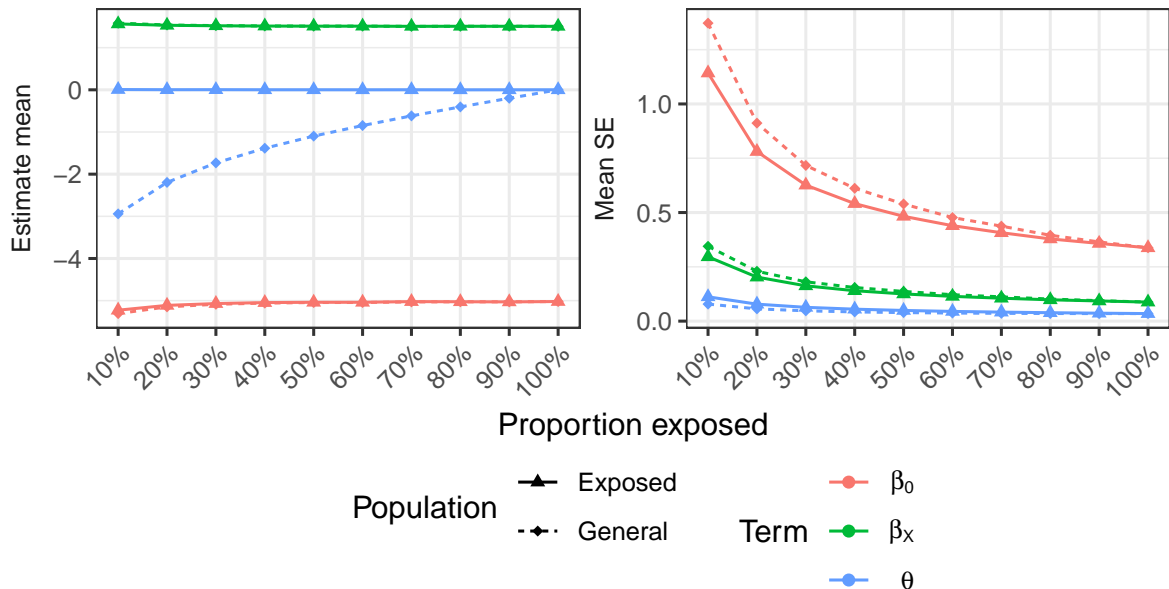 Estimate mean
0
−2
−4
10%
20%
30%
40%
50%
60%
70%
80%
90%
100%
Mean SE
1.0
0.5
0.0
10%
20%
30%
40%
50%
60%
70%
80%
90%
100%
Proportion exposed
Population
Exposed
General
Term
β0
βX
θ